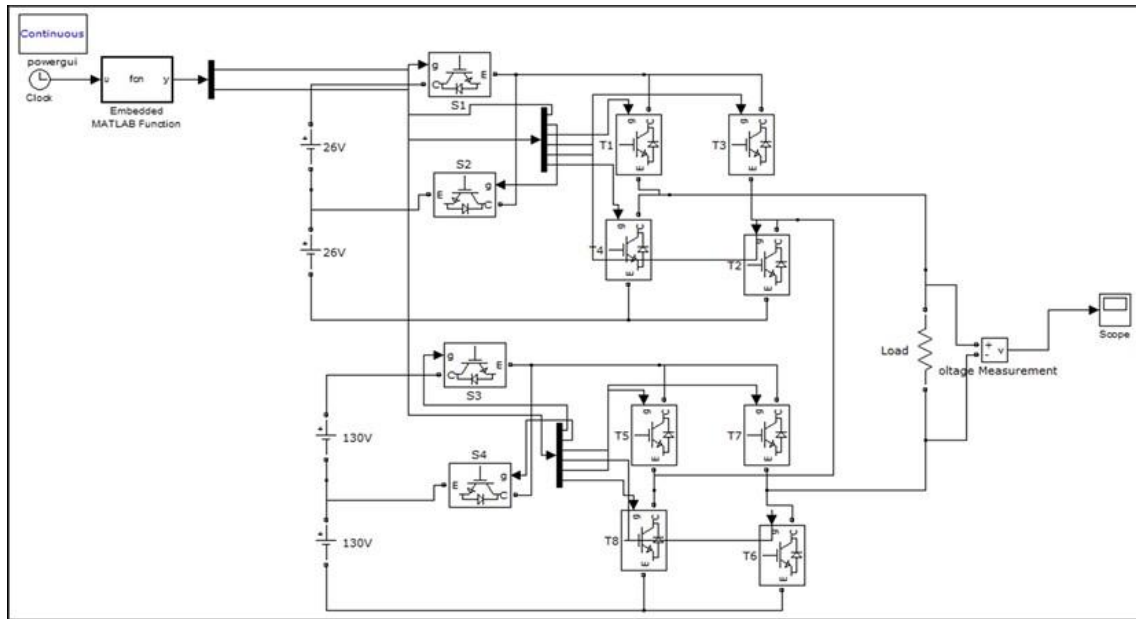 Continuous
powergui
Clock
u fcn y
Embedded
MATLAB Function
g
C
E
S1
26V
S2
g
E
C
26V
g
C
T1
E
g
C
T3
E
g
C
T4
E
g
C
T2
E
Load
+
-
v
oltage Measurement
Scope
g
C
E
S3
130V
S4
g
E
C
130V
g
C
T5
E
g
C
T7
E
g
C
T8
E
g
C
T6
E